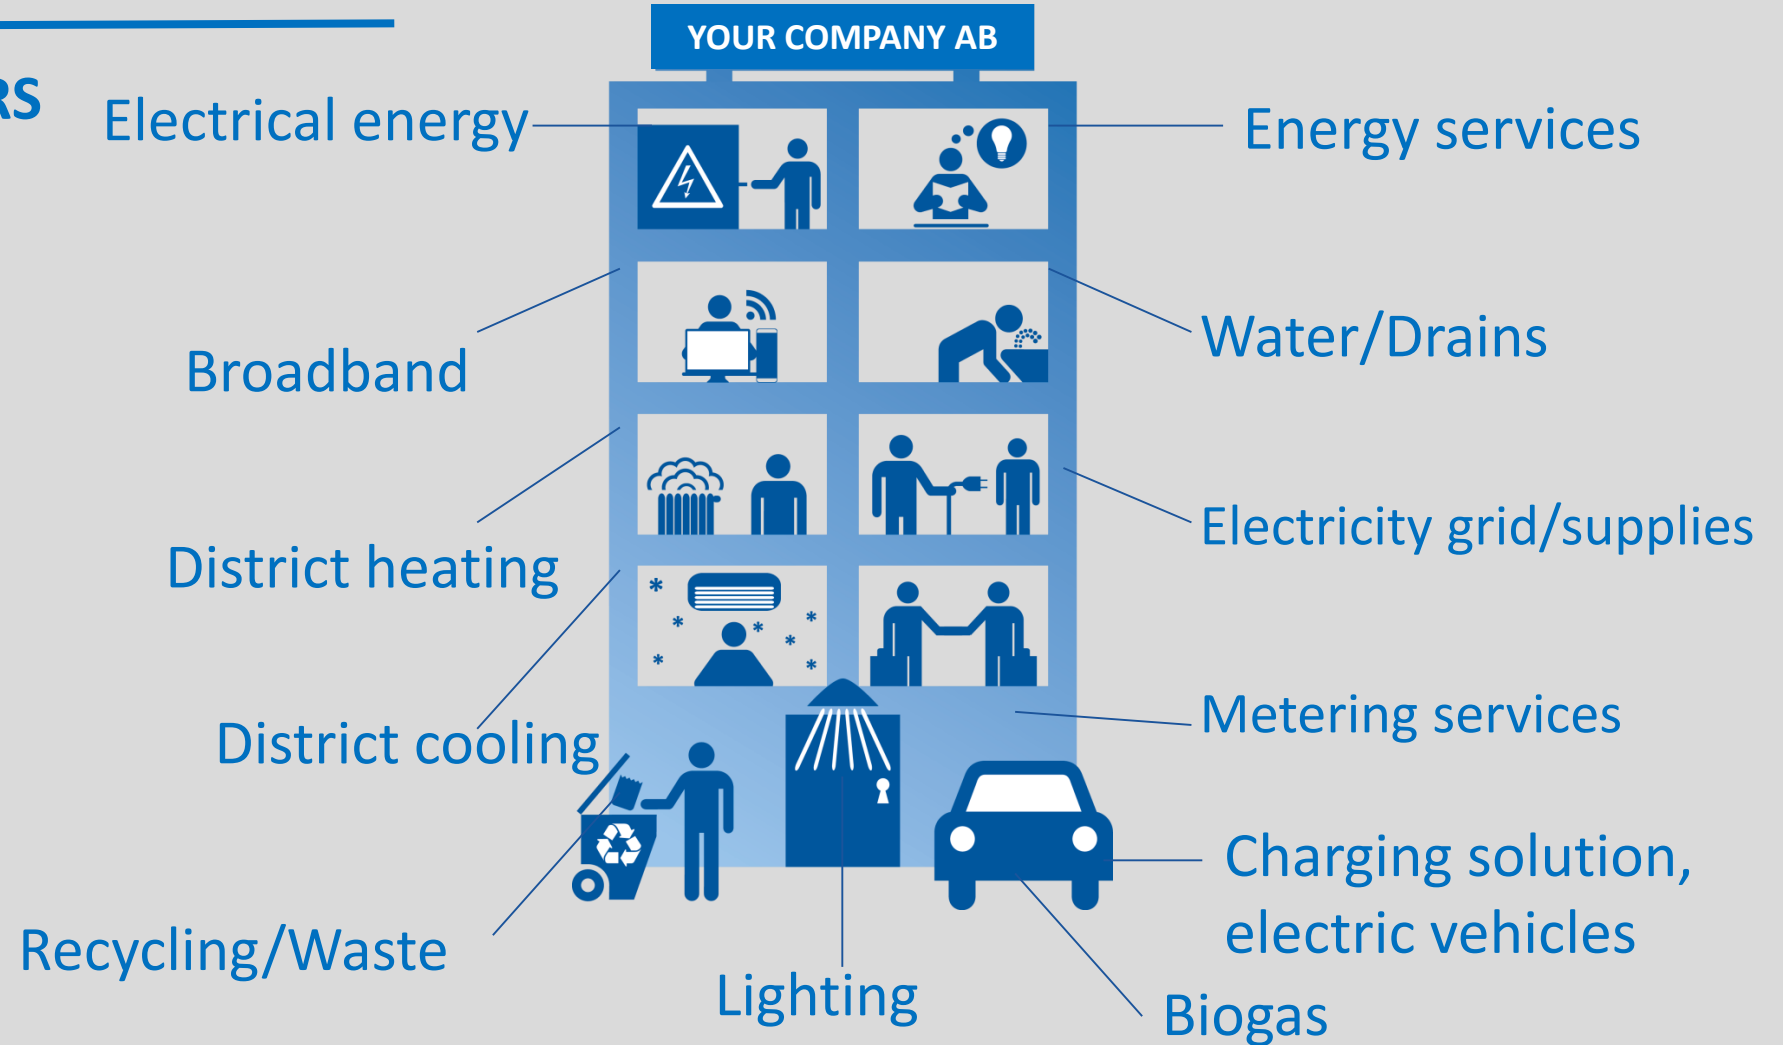 YOUR COMPANY AB
RS
Electrical energy
Energy services
Broadband
Water/Drains
District heating
Electricity grid/supplies
District cooling
Metering services
Charging solution,
electric vehicles
Recycling/Waste
Lighting
Biogas